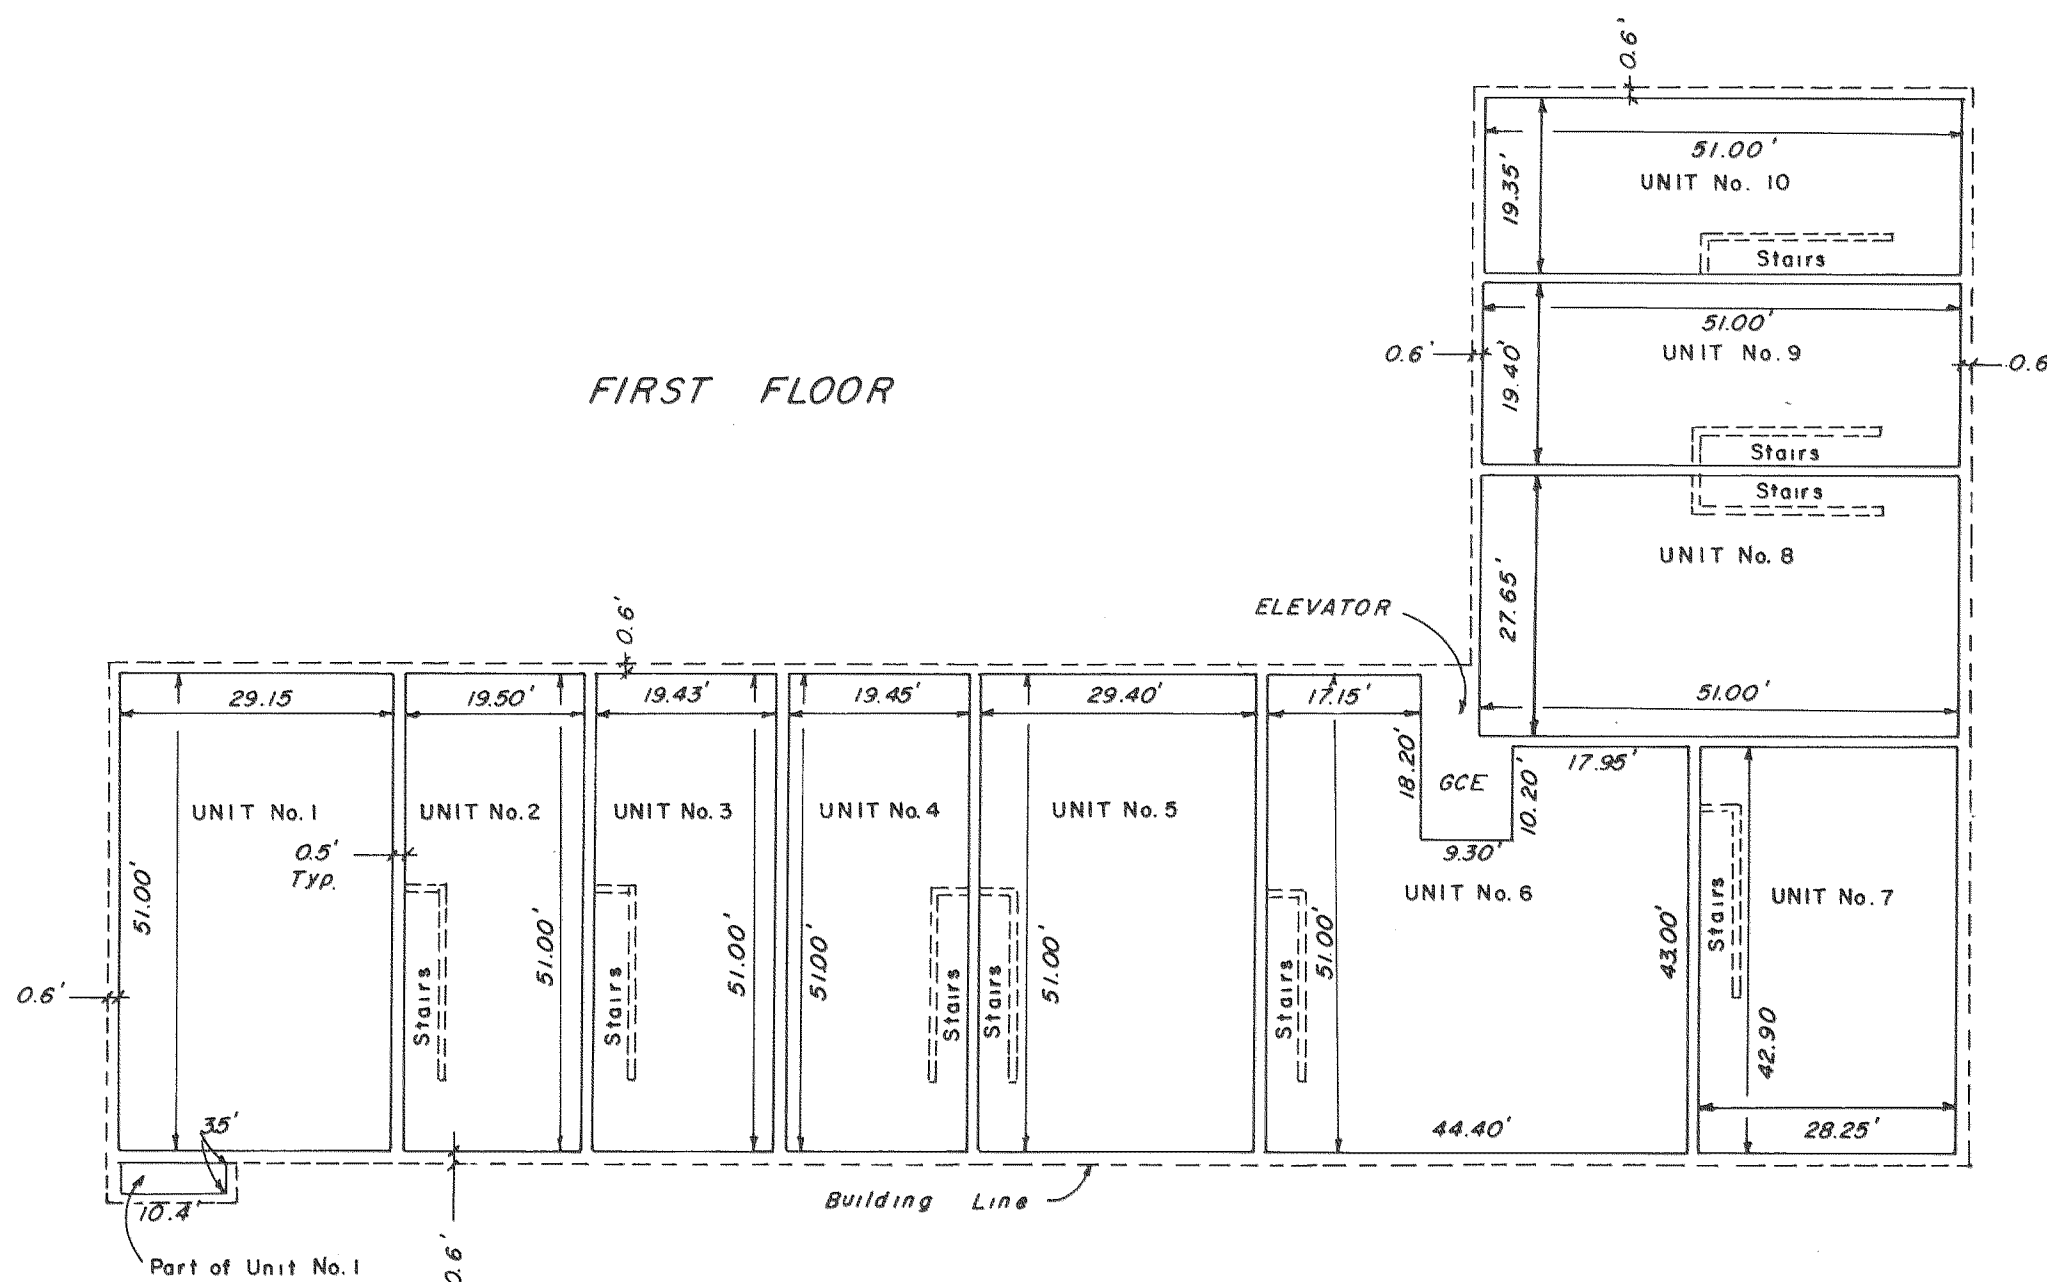 0.6'
51.00'
19.35'
UNIT No. 10
Stairs
51.00'
0.6'
19.40'
UNIT No. 9
0.6
FIRST FLOOR
Stairs
Stairs
UNIT No. 8
27.65'
ELEVATOR
0.6'
51.00'
29.15
19.50'
19.43'
19.45'
29.40'
17.15'
18.20'
GCE
10.20'
17.95'
9.30'
UNIT No. 1
UNIT No. 2
UNIT No. 3
UNIT No. 4
UNIT No. 5
UNIT No. 6
UNIT No. 7
0.5'
Typ.
51.00'
51.00'
51.00'
51.00'
51.00'
51.00'
43.00'
42.90
Stairs
Stairs
Stairs
Stairs
Stairs
Stairs
0.6'
44.40'
28.25'
35'
10.4'
Building Line
Part of Unit No. 1
0.6'